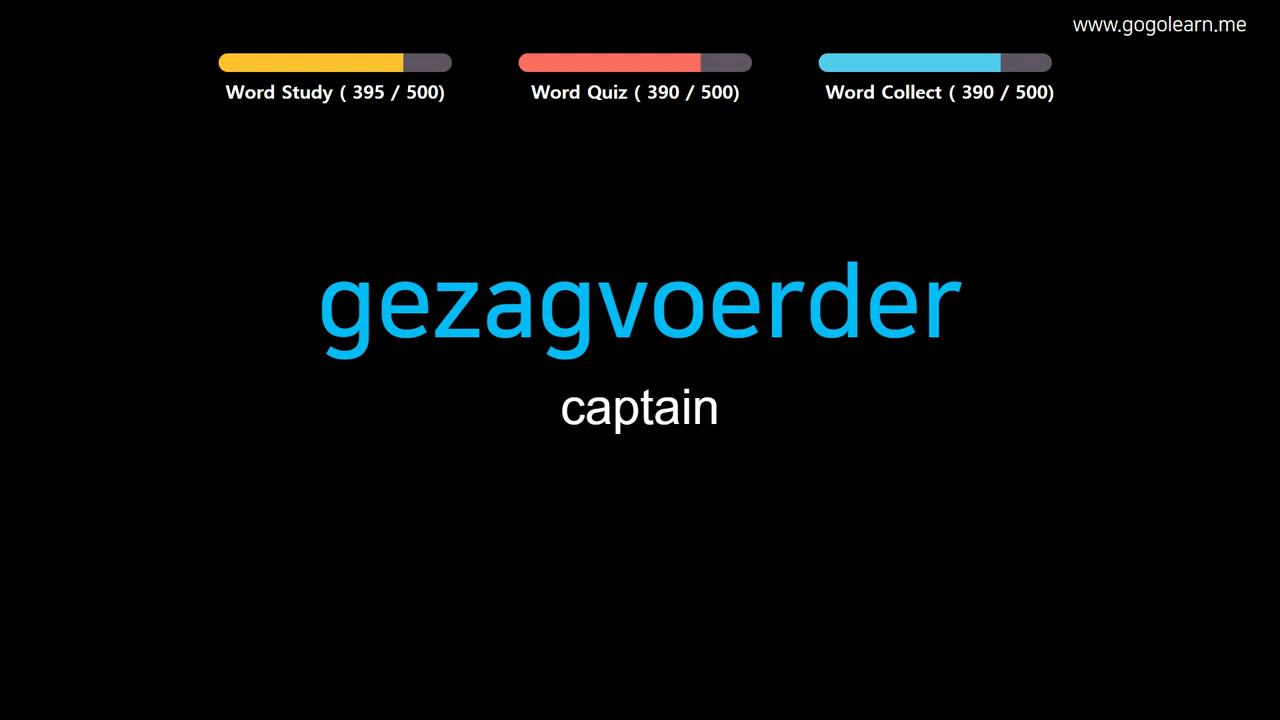 www.gogolearn.me
Word Study ( 395 / 500)
Word Quiz ( 390 / 500)
Word Collect ( 390 / 500)
gezagvoerder
captain